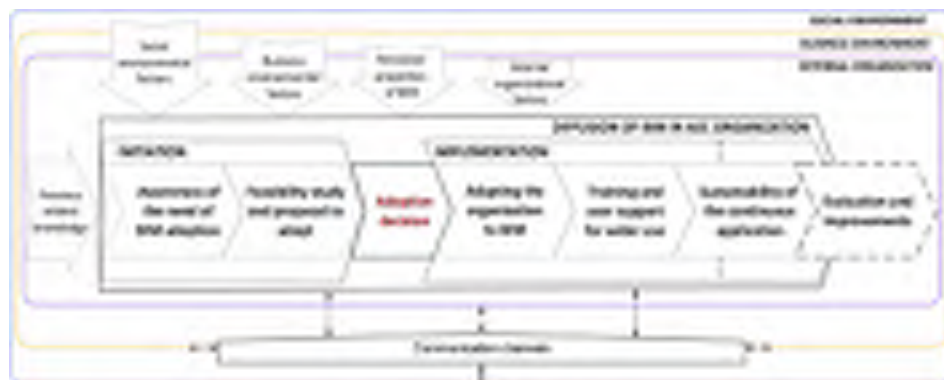 SOCIAL ENVIRONMENT
BUSINESS ENVIRONMENT
INTERNAL ORGANIZATION
Social
environmental
factors
Business
environmental
factors
Perceived
properties
of BIM
Internal
organizational
factors
DIFFUSION OF BIM IN AEC ORGANIZATION
INITIATION
IMPLEMENTATION
knowledge
Awareness of
the need of
BIM adoption
Feasibility study
and proposal to
adopt
Adoption
decision
Adapting the
organization
to BIM
Training and
user support
for wider use
Sustainability of
the continuous
application
Evaluation and
improvements
Communication channels